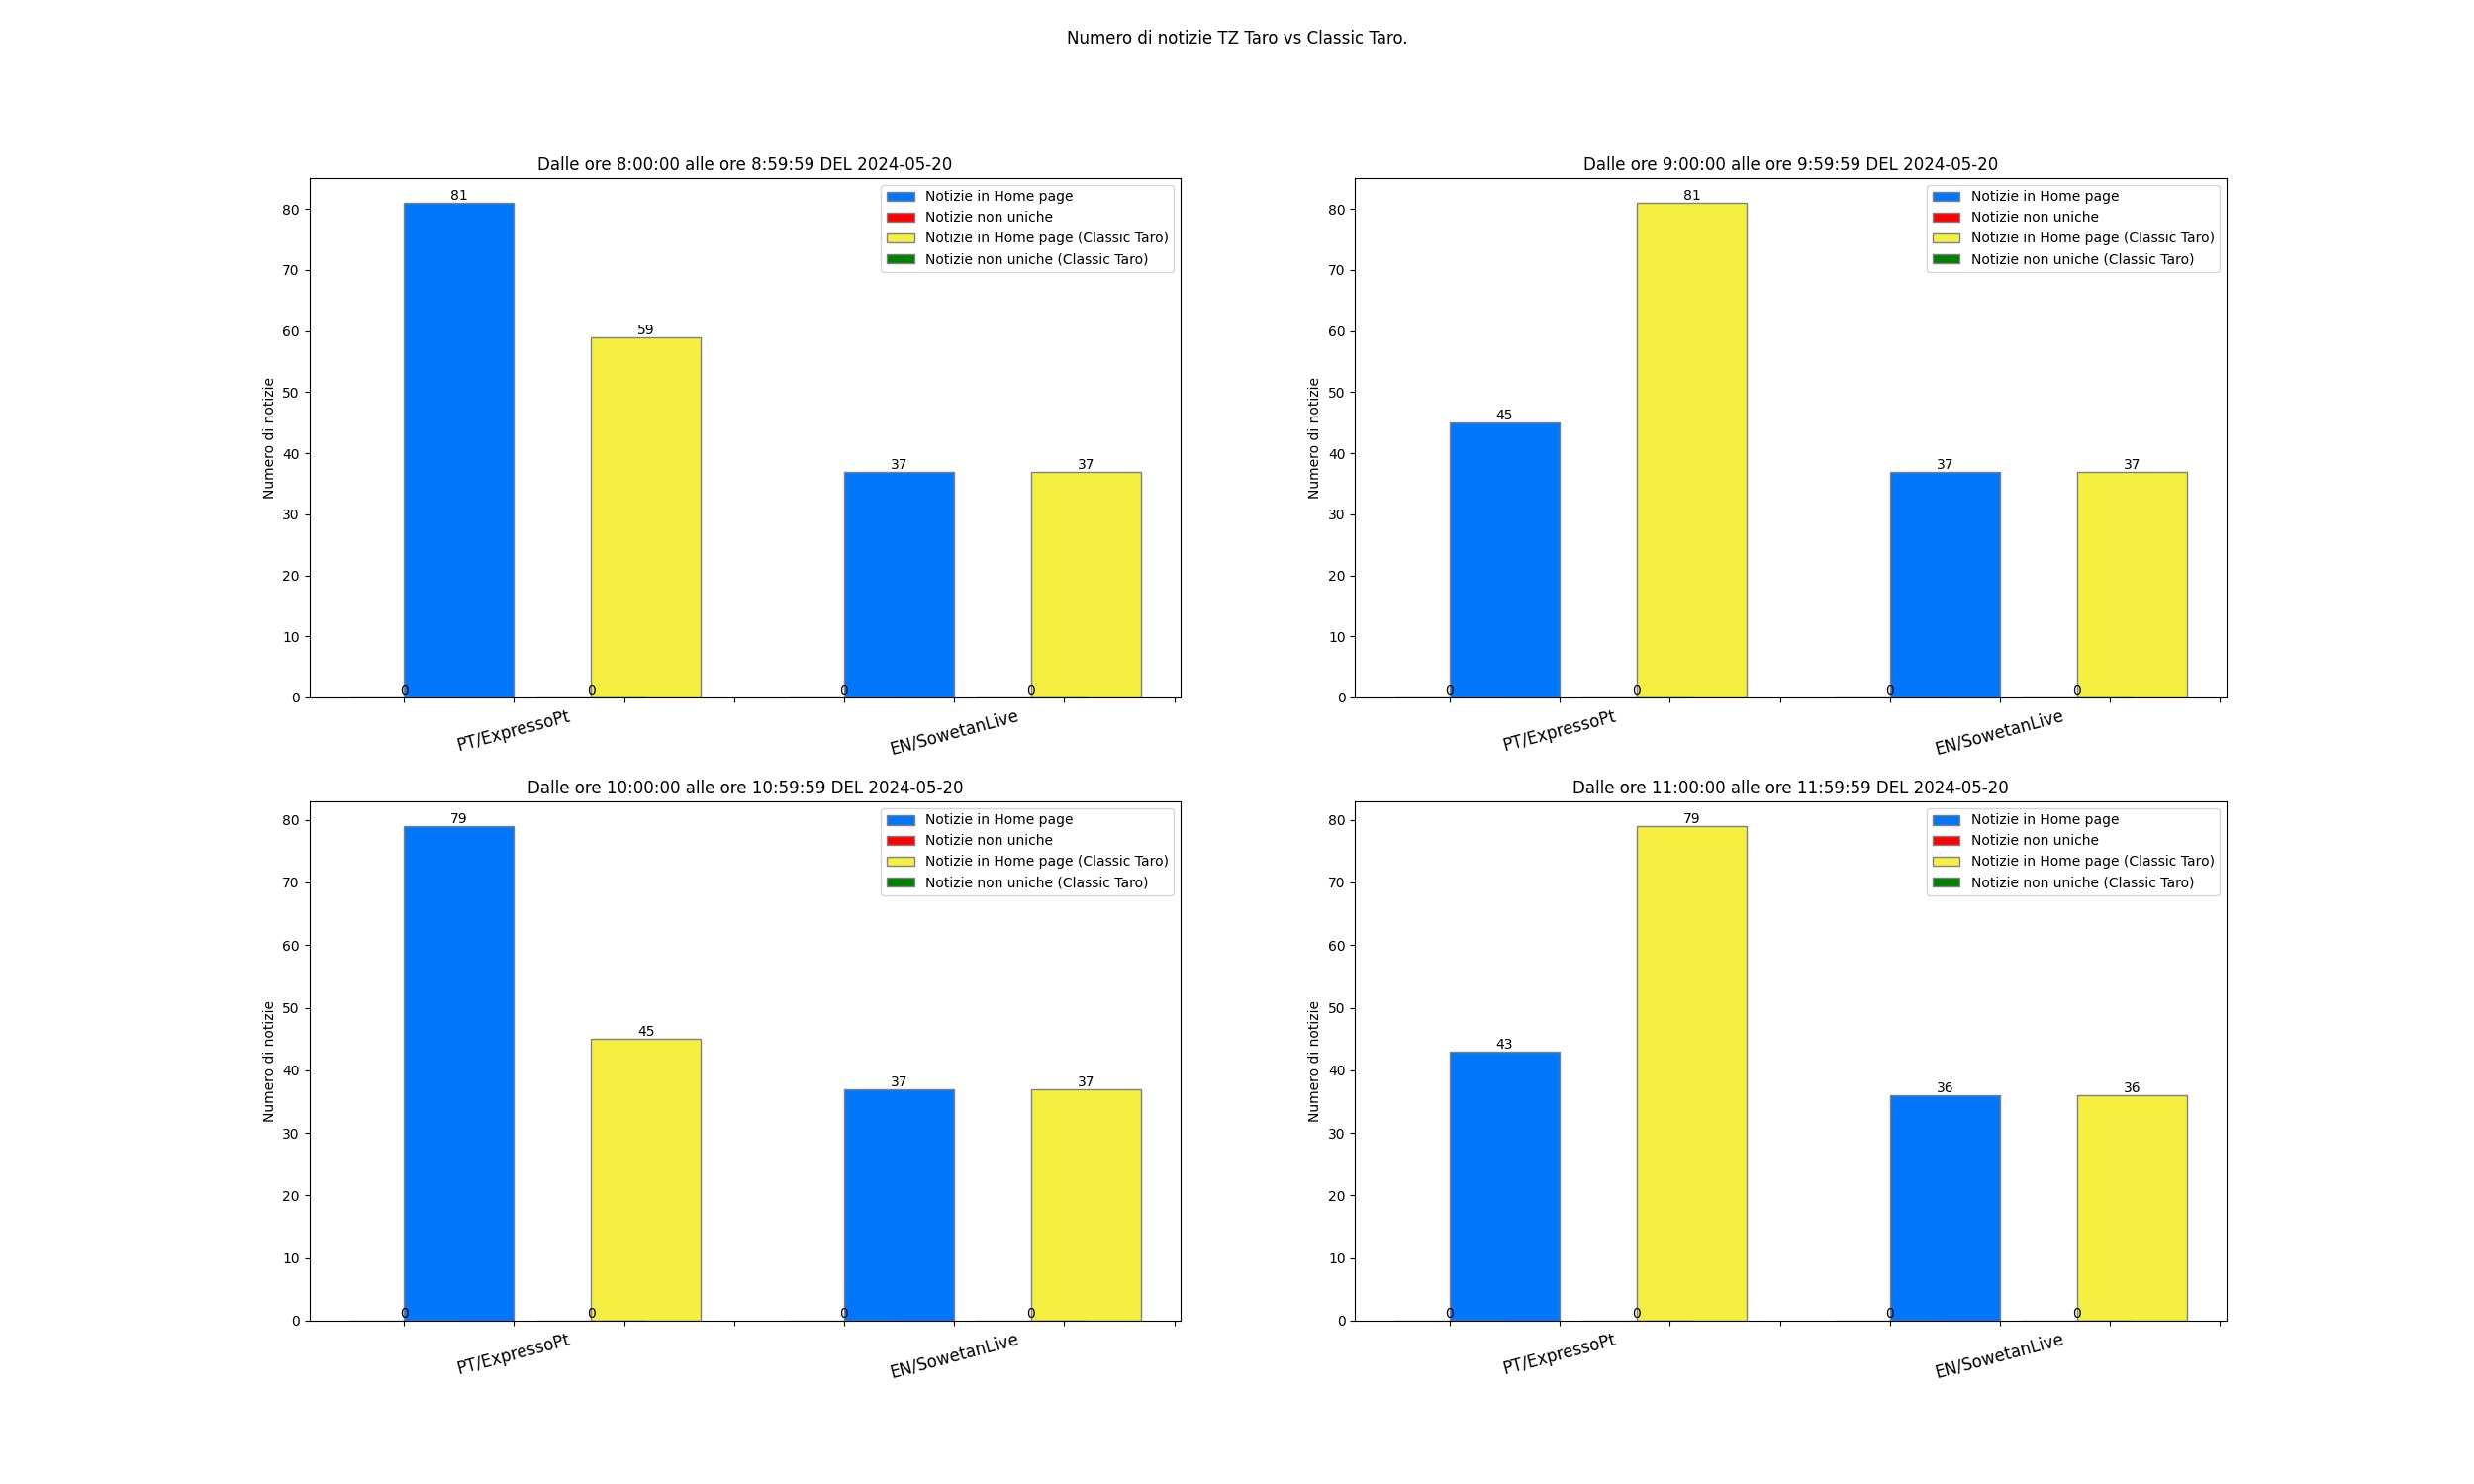 Numero di notizie TZ Taro vs Classic Taro.
Dalle ore 8:00:00 alle ore 8:59:59 DEL 2024-05-20
Numero di notizie
80
70
60
50
40
30
20
10
0
81
59
37
37
0
0
0
0
Notizie in Home page
Notizie non uniche
Notizie in Home page (Classic Taro)
Notizie non uniche (Classic Taro)
PT/ExpressoPt
EN/SowetanLive
Dalle ore 9:00:00 alle ore 9:59:59 DEL 2024-05-20
Numero di notizie
80
70
60
50
40
30
20
10
0
45
81
37
37
0
0
0
0
Notizie in Home page
Notizie non uniche
Notizie in Home page (Classic Taro)
Notizie non uniche (Classic Taro)
PT/ExpressoPt
EN/SowetanLive
Dalle ore 10:00:00 alle ore 10:59:59 DEL 2024-05-20
Numero di notizie
80
70
60
50
40
30
20
10
0
79
45
37
37
0
0
0
0
Notizie in Home page
Notizie non uniche
Notizie in Home page (Classic Taro)
Notizie non uniche (Classic Taro)
PT/ExpressoPt
EN/SowetanLive
Dalle ore 11:00:00 alle ore 11:59:59 DEL 2024-05-20
Numero di notizie
80
70
60
50
40
30
20
10
0
43
79
36
36
0
0
0
0
Notizie in Home page
Notizie non uniche
Notizie in Home page (Classic Taro)
Notizie non uniche (Classic Taro)
PT/ExpressoPt
EN/SowetanLive